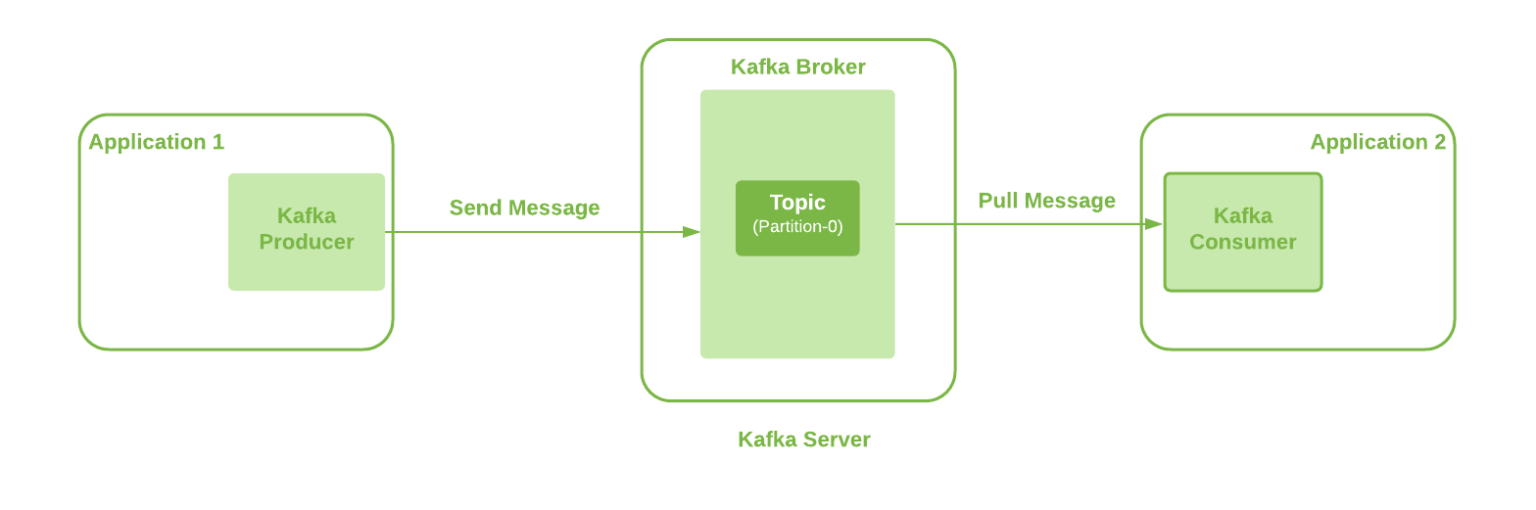 Kafka Broker
Application 1
Application 2
Kafka
Producer
Send Message
Topic
(Partition-0)
Pull Message
Kafka
Consumer
Kafka Server